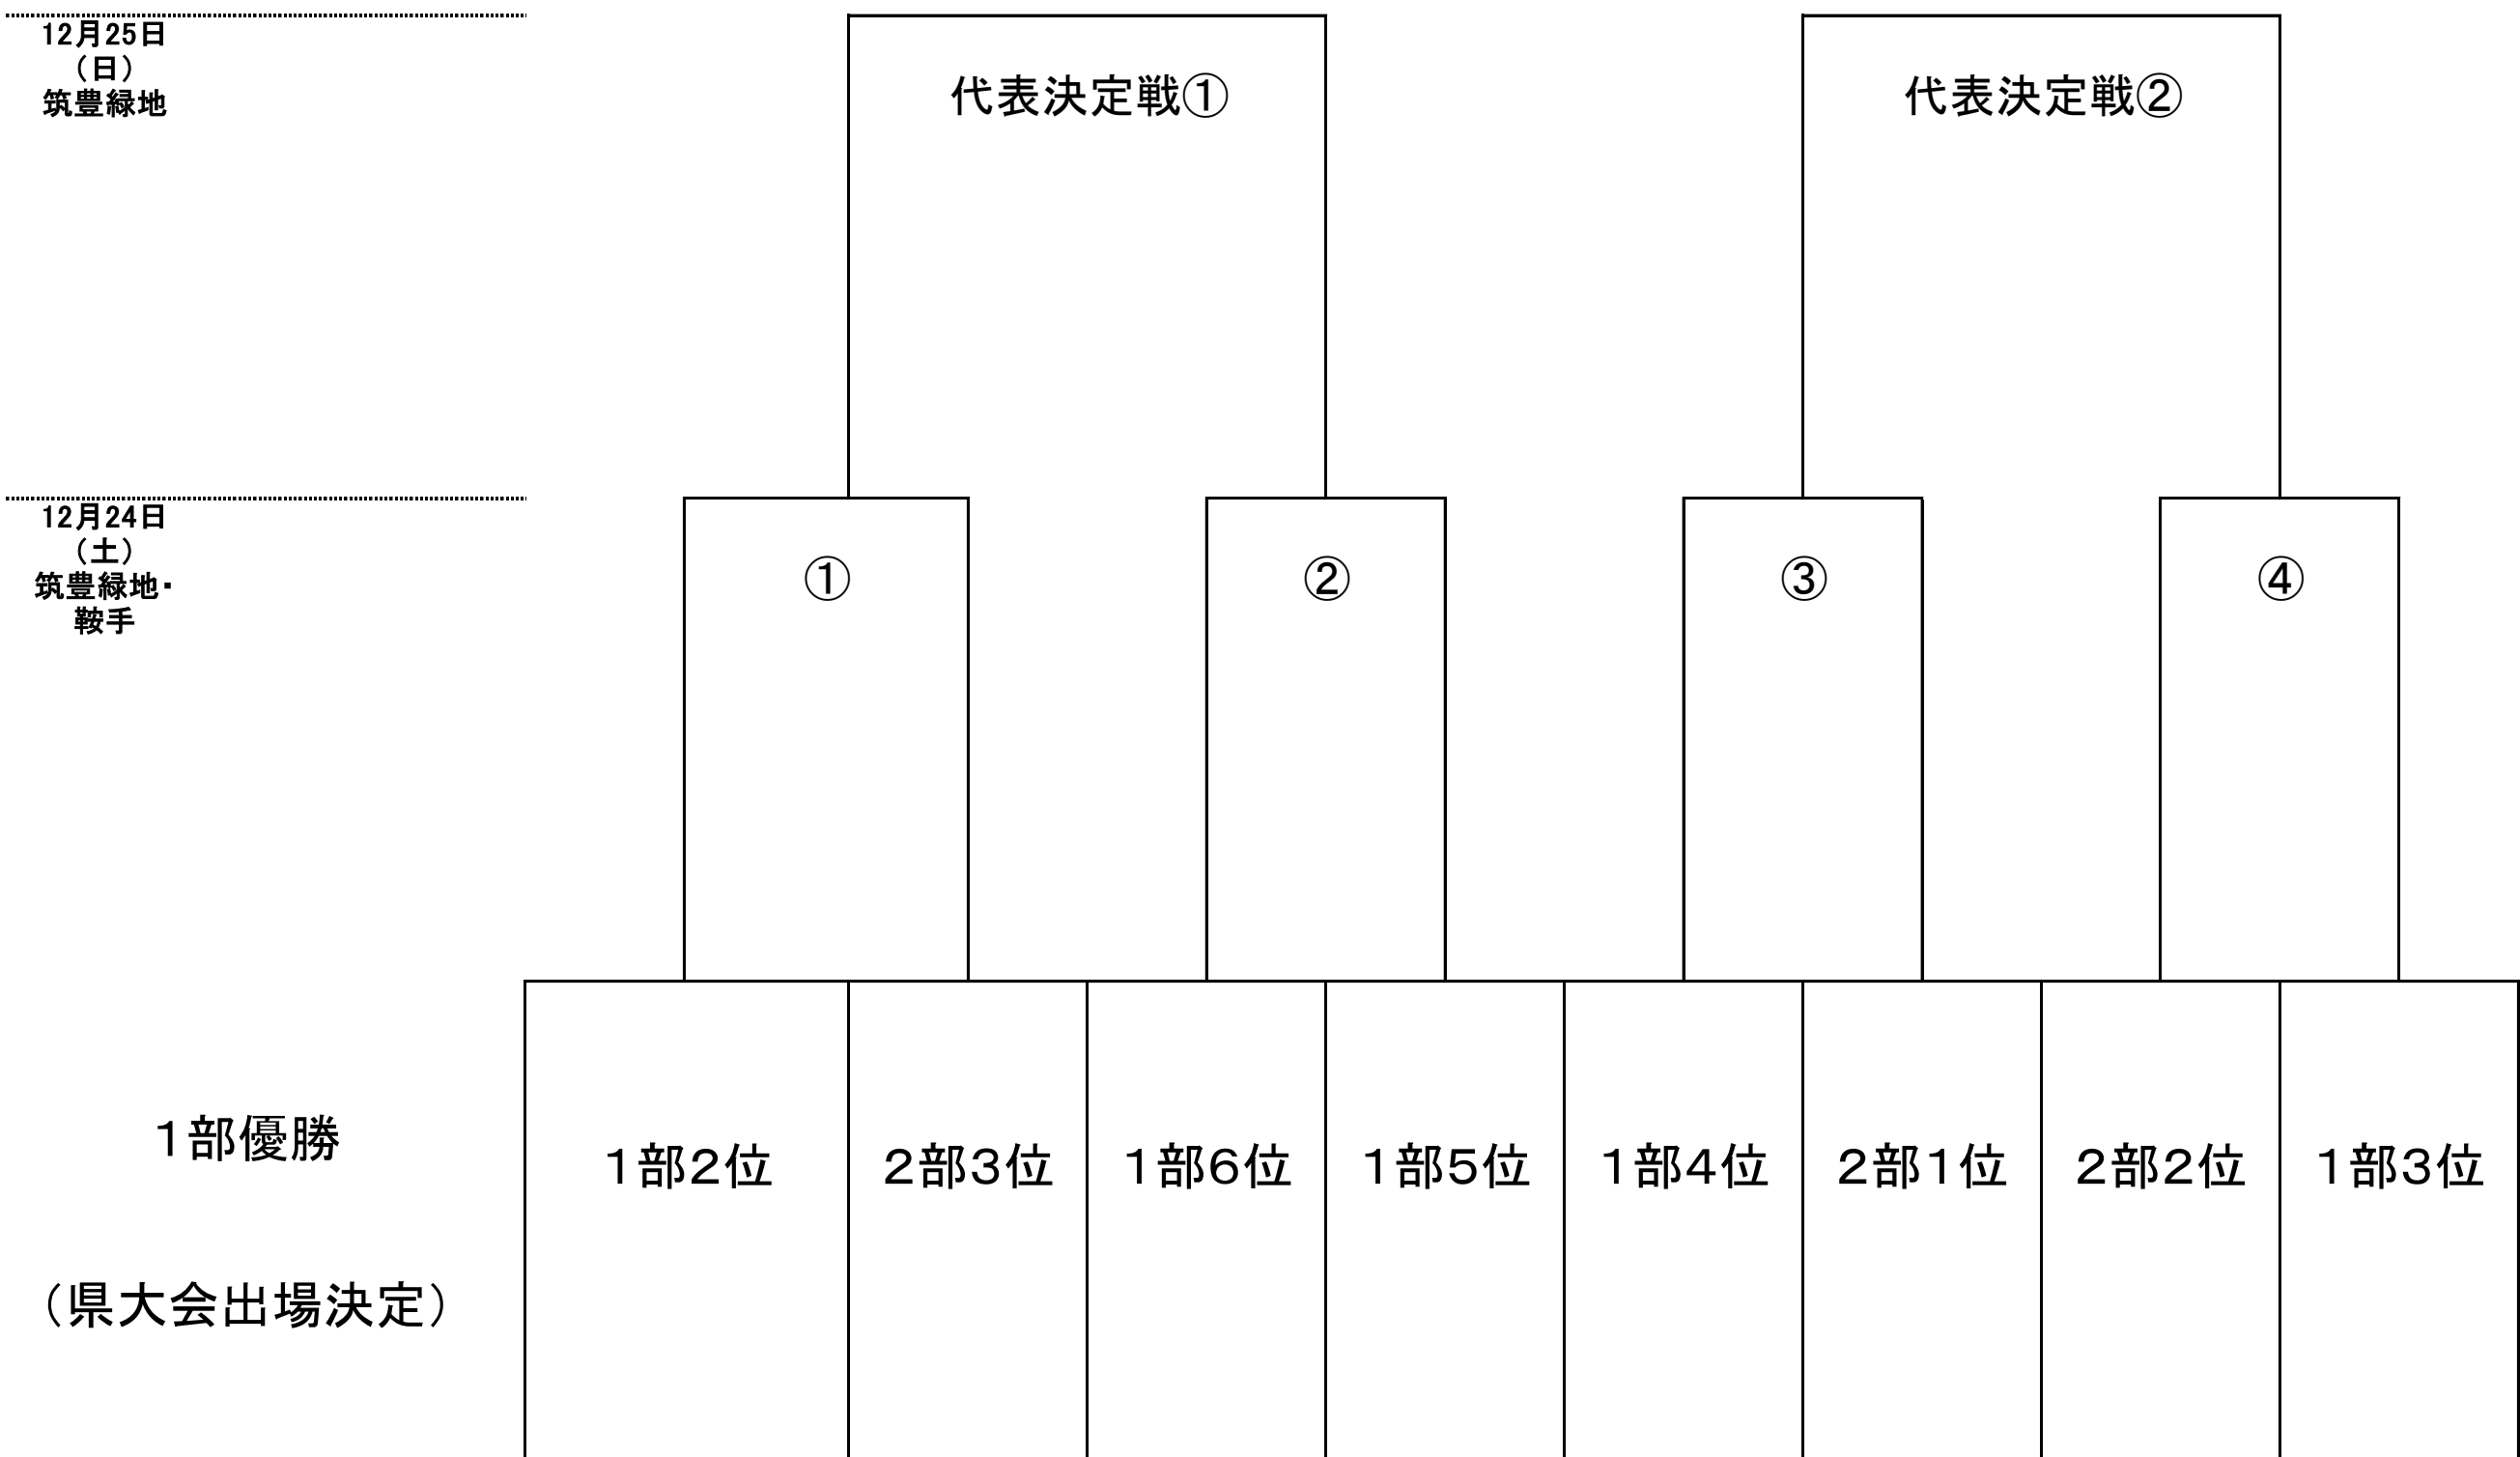 12月25日
（日）
筑豊緑地
代表決定戦①
代表決定戦②
12月24日
（土）
筑豊緑地・
鞍手
①
②
③
④
1部優勝
（県大会出場決定）
1部2位
2部3位
1部6位
1部5位
1部4位
2部1位
2部2位
1部3位